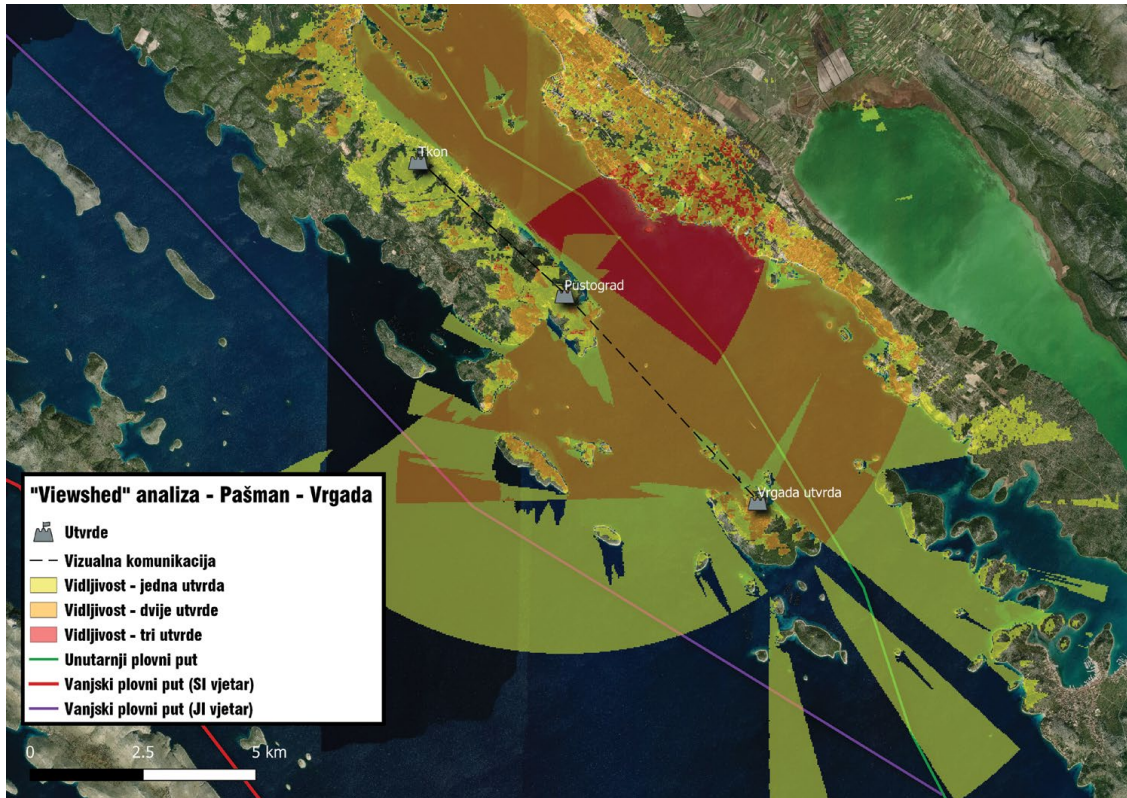 Tkon
Pustograd
Vrgada utvrda
"Viewshed" analiza - Pašman - Vrgada
Utvrde
Vizualna komunikacija
Vidljivost - jedna utvrda
Vidljivost - dvije utvrde
Vidljivost - tri utvrde
Unutarnji plovni put
Vanjski plovni put (SI vjetar)
Vanjski plovni put (JI vjetar)
0 2.5 5 km